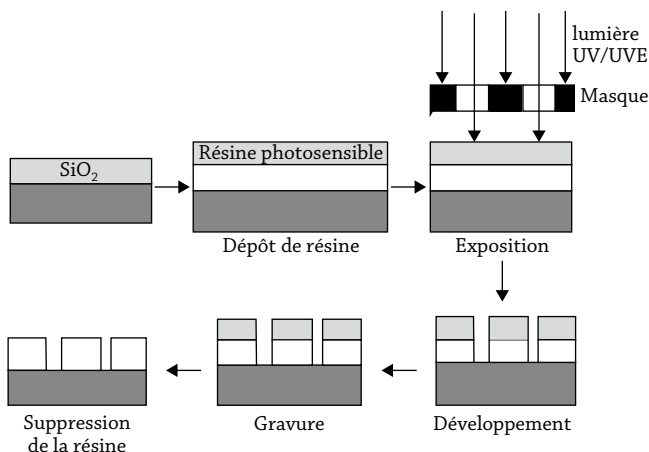 lumière
UV/UVE
Masque
Résine photosensible
SiO₂
Dépôt de résine
Exposition
Suppression
de la résine
Gravure
Développement